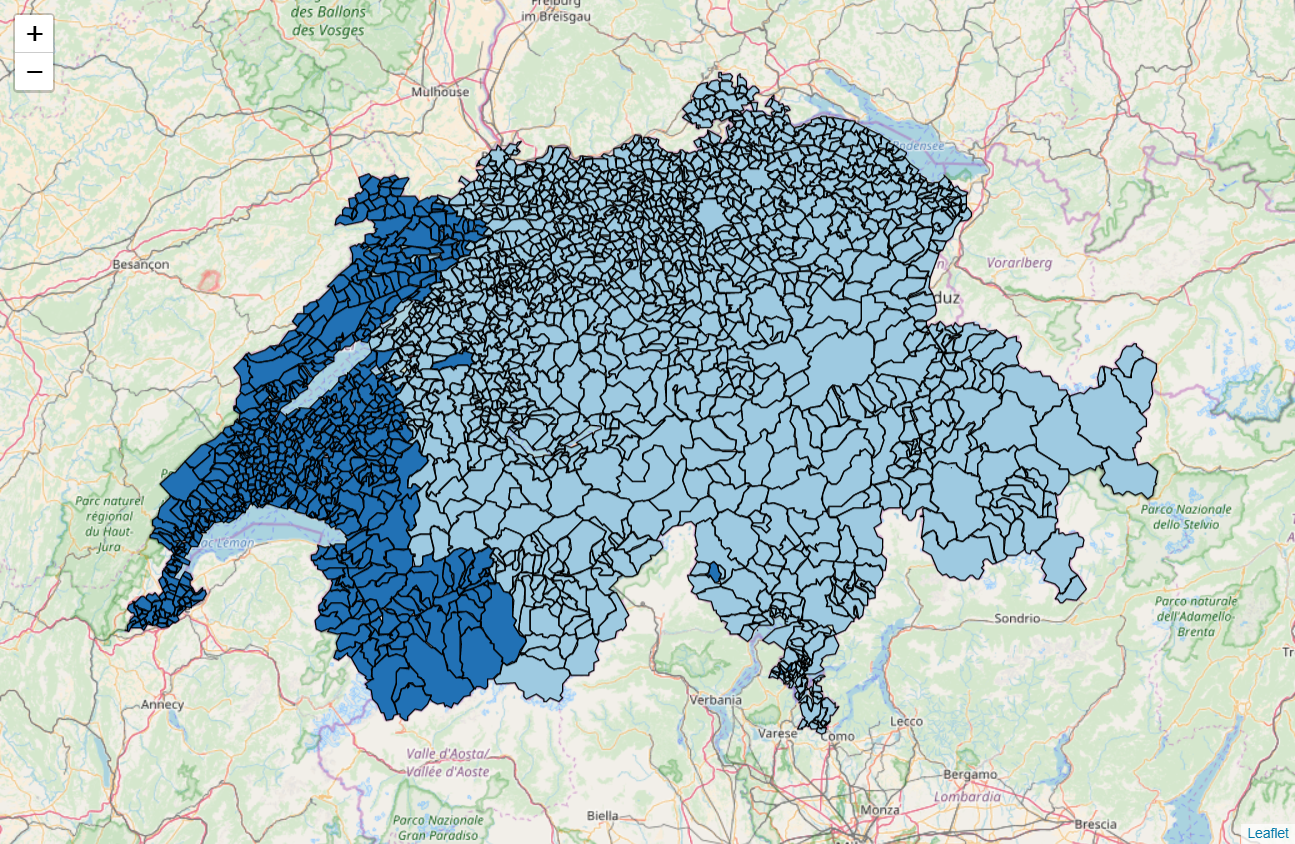 +
−
des Ballons
des Vosges
Freiburg
im Breisgau
Mulhouse
Bodensee
Besançon
Vorarlberg
duz
Parc naturel
régional
du Haut-
Jura
Lac Léman
Parco Nazionale
dello Stelvio
Sondrio
Parco naturale
dell'Adamello-
Brenta
Tr
Annecy
Verbania
Lecco
Varese
Como
Valle d'Aosta/
Vallée d'Aoste
Bergamo
Lombardia
Biella
Monza
Parco Nazionale
Gran Paradiso
Brescia
Leaflet